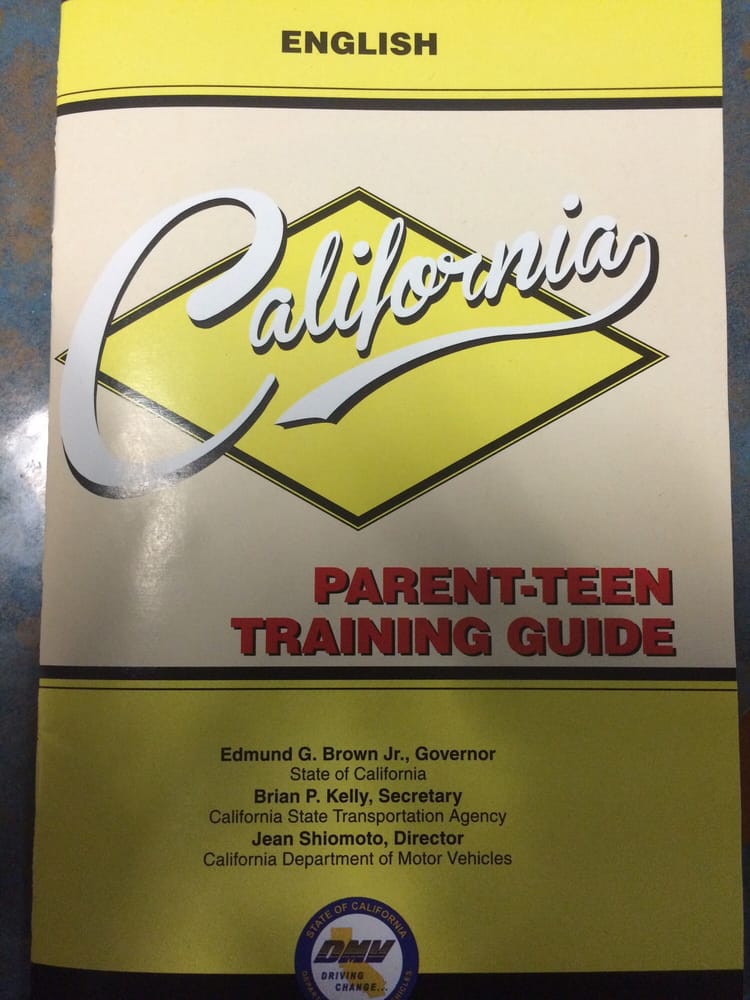 ENGLISH
California
PARENT-TEEN
TRAINING GUIDE
Edmund G. Brown Jr., Governor
State of California
Brian P. Kelly, Secretary
California State Transportation Agency
Jean Shiomoto, Director
California Department of Motor Vehicles
STATE OF CALIFORNIA
DMV
DRIVING
CHANGE...